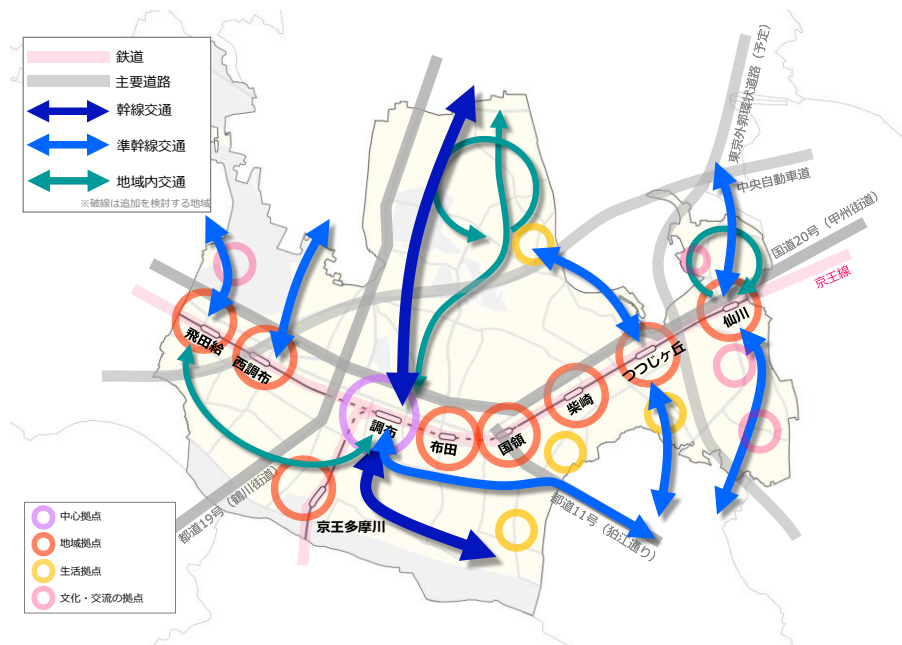 鉄道
主要道路
幹線交通
準幹線交通
地域内交通
※破線は追加を検討する地域
東京外郭環状道路（予定）
中央自動車道
国道20号（甲州街道）
京王線
仙川
つつじヶ丘
柴崎
国領
布田
調布
西調布
飛田給
京王多摩川
都道19号（鶴川街道）
都道11号（狛江通り）
中心拠点
地域拠点
生活拠点
文化・交流の拠点